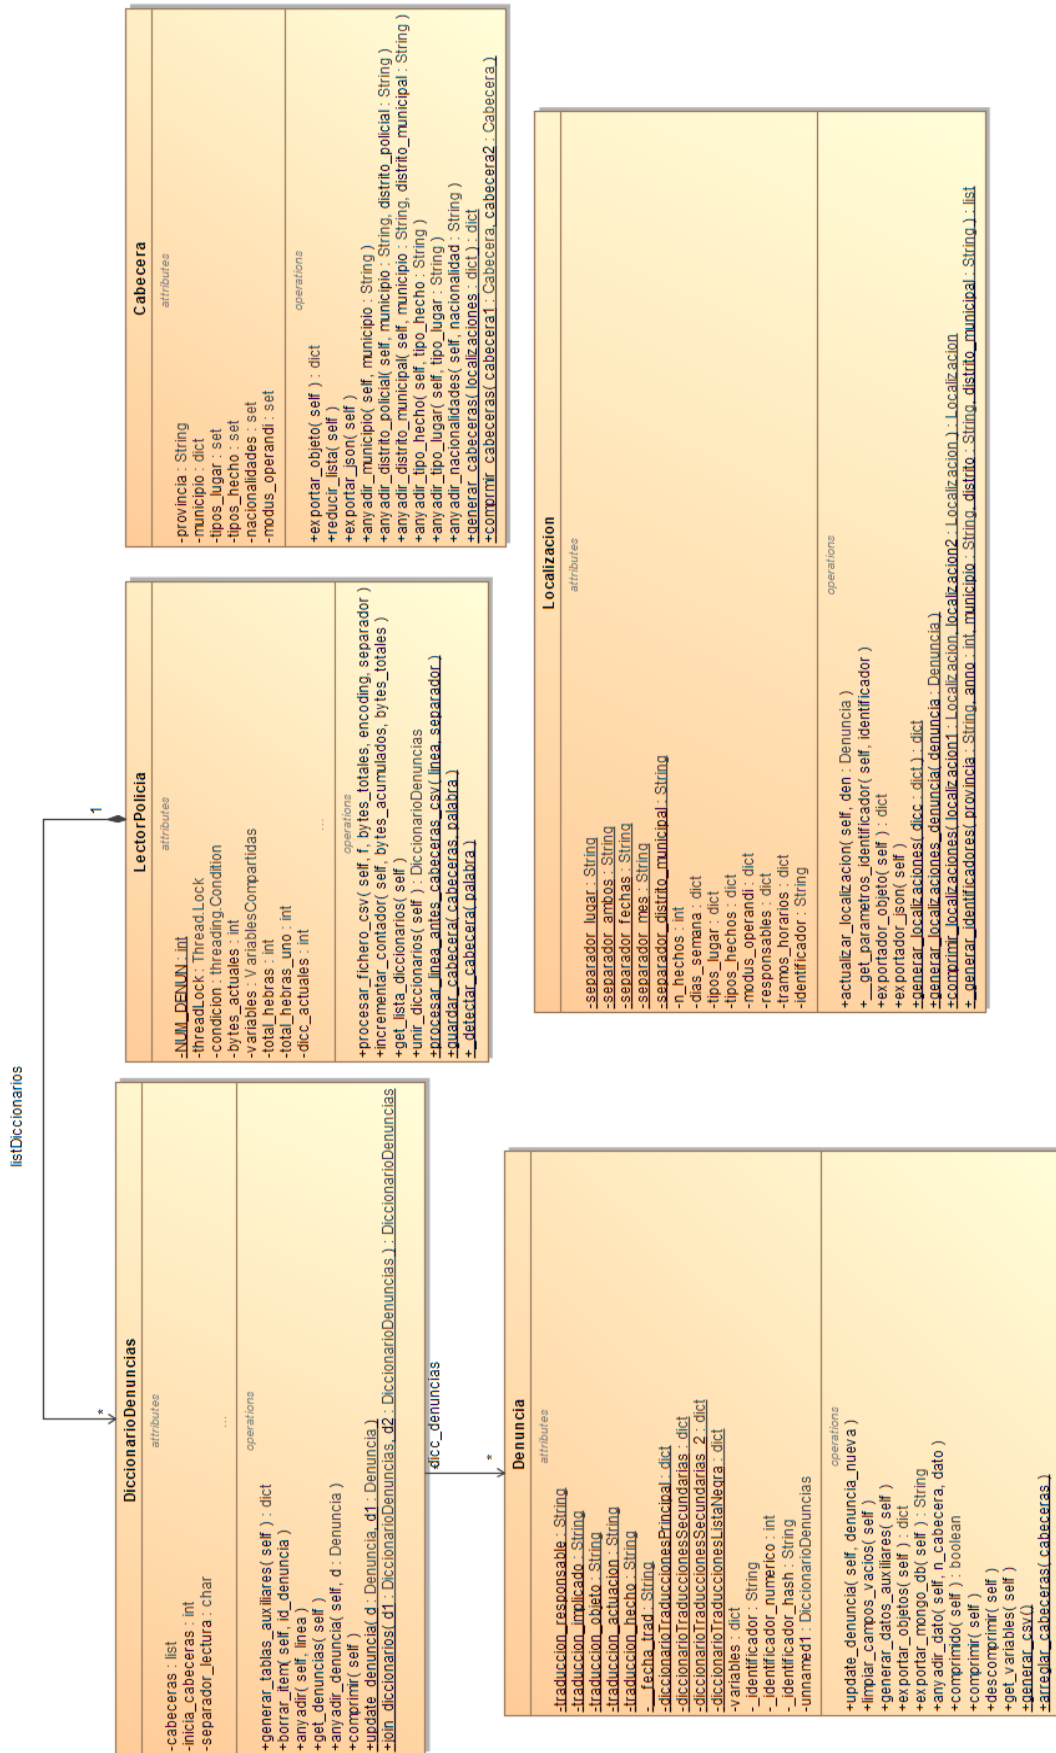 listDiccionarios
1
*
DiccionarioDenuncias
attributes
-cabeceras : list
-inicia_cabeceras : int
-separador_lectura : char
...
operations
+generar_tablas_auxiliares( self ) : dict
+borrar_item( self, id_denuncia )
+anyadir( self, linea )
+get_denuncias( self )
+anyadir_denuncia( self, d : Denuncia )
+comprimir( self )
+update_denuncia( d : Denuncia, d1 : Denuncia )
+join_diccionarios( d1 : DiccionarioDenuncias, d2 : DiccionarioDenuncias ) : DiccionarioDenuncias
LectorPolicia
attributes
-NUM_DENUN : int
-threadLock : Thread.Lock
-condicion : threading.Condition
-bytes_actuales : int
-variables : VariablesCompartidas
-total_hebras : int
-total_hebras_uno : int
-dicc_actuales : int
...
operations
+procesar_fichero_csv( self, f, bytes_totales, encoding, separador )
+incrementar_contador( self, bytes_acumulados, bytes_totales )
+get_lista_diccionarios( self )
+unir_diccionarios( self ) : DiccionarioDenuncias
+procesar_linea_antes_cabeceras_csv( linea, separador )
+guardar_cabecera( cabeceras, palabra )
+_detectar_cabecera( palabra )
Cabecera
attributes
-provincia : String
-municipio : dict
-tipos_lugar : set
-tipos_hecho : set
-nacionalidades : set
-modus_operandi : set
operations
+exportar_objeto( self ) : dict
+reducir_lista( self )
+exportar_json( self )
+anyadir_municipio( self, municipio : String )
+anyadir_distrito_policial( self, municipio : String, distrito_policial : String )
+anyadir_distrito_municipal( self, municipio : String, distrito_municipal : String )
+anyadir_tipo_hecho( self, tipo_hecho : String )
+anyadir_tipo_lugar( self, tipo_lugar : String )
+anyadir_nacionalidades( self, nacionalidad : String )
+generar_cabeceras( localizaciones : dict ) : dict
+comprimir_cabeceras( cabecera1 : Cabecera, cabecera2 : Cabecera )
dicc_denuncias
*
Denuncia
attributes
-traduccion_responsable : String
-traduccion_implicado : String
-traduccion_objeto : String
-traduccion_actuacion : String
-traduccion_hecho : String
-__fecha_trad : String
-diccionarioTraduccionesPrincipal : dict
-diccionarioTraduccionesSecundarias : dict
-diccionarioTraduccionesSecundarias_2 : dict
-diccionarioTraduccionesListaNegra : dict
-variables : dict
-_identificador : String
-_identificador_numerico : int
-_identificador_hash : String
-unnamed1 : DiccionarioDenuncias
operations
+update_denuncia( self, denuncia_nueva )
+limpiar_campos_vacios( self )
+generar_datos_auxiliares( self )
+exportar_objetos( self ) : dict
+exportar_mongo_db( self ) : String
+anyadir_dato( self, n_cabecera, dato )
+comprimido( self ) : boolean
+comprimir( self )
+descomprimir( self )
+get_variables( self )
+generar_csv()
+arreglar_cabeceras( cabeceras )
Localizacion
attributes
-separador_lugar : String
-separador_ambos : String
-separador_fechas : String
-separador_mes : String
-separador_distrito_municipal : String
-n_hechos : int
-dias_semana : dict
-tipos_lugar : dict
-tipos_hechos : dict
-modus_operandi : dict
-responsables : dict
-tramos_horarios : dict
-identificador : String
operations
+actualizar_localizacion( self, den : Denuncia )
+__get_parametros_identificador( self, identificador )
+exportador_objeto( self ) : dict
+exportador_json( self )
+generar_localizaciones( dicc : dict ) : dict
+generar_localizaciones_denuncia( denuncia : Denuncia )
+comprimir_localizaciones( localizacion1 : Localizacion, localizacion2 : Localizacion ) : Localizacion
+_generar_identificadores( provincia : String, anno : int, municipio : String, distrito : String, distrito_municipal : String ) : list